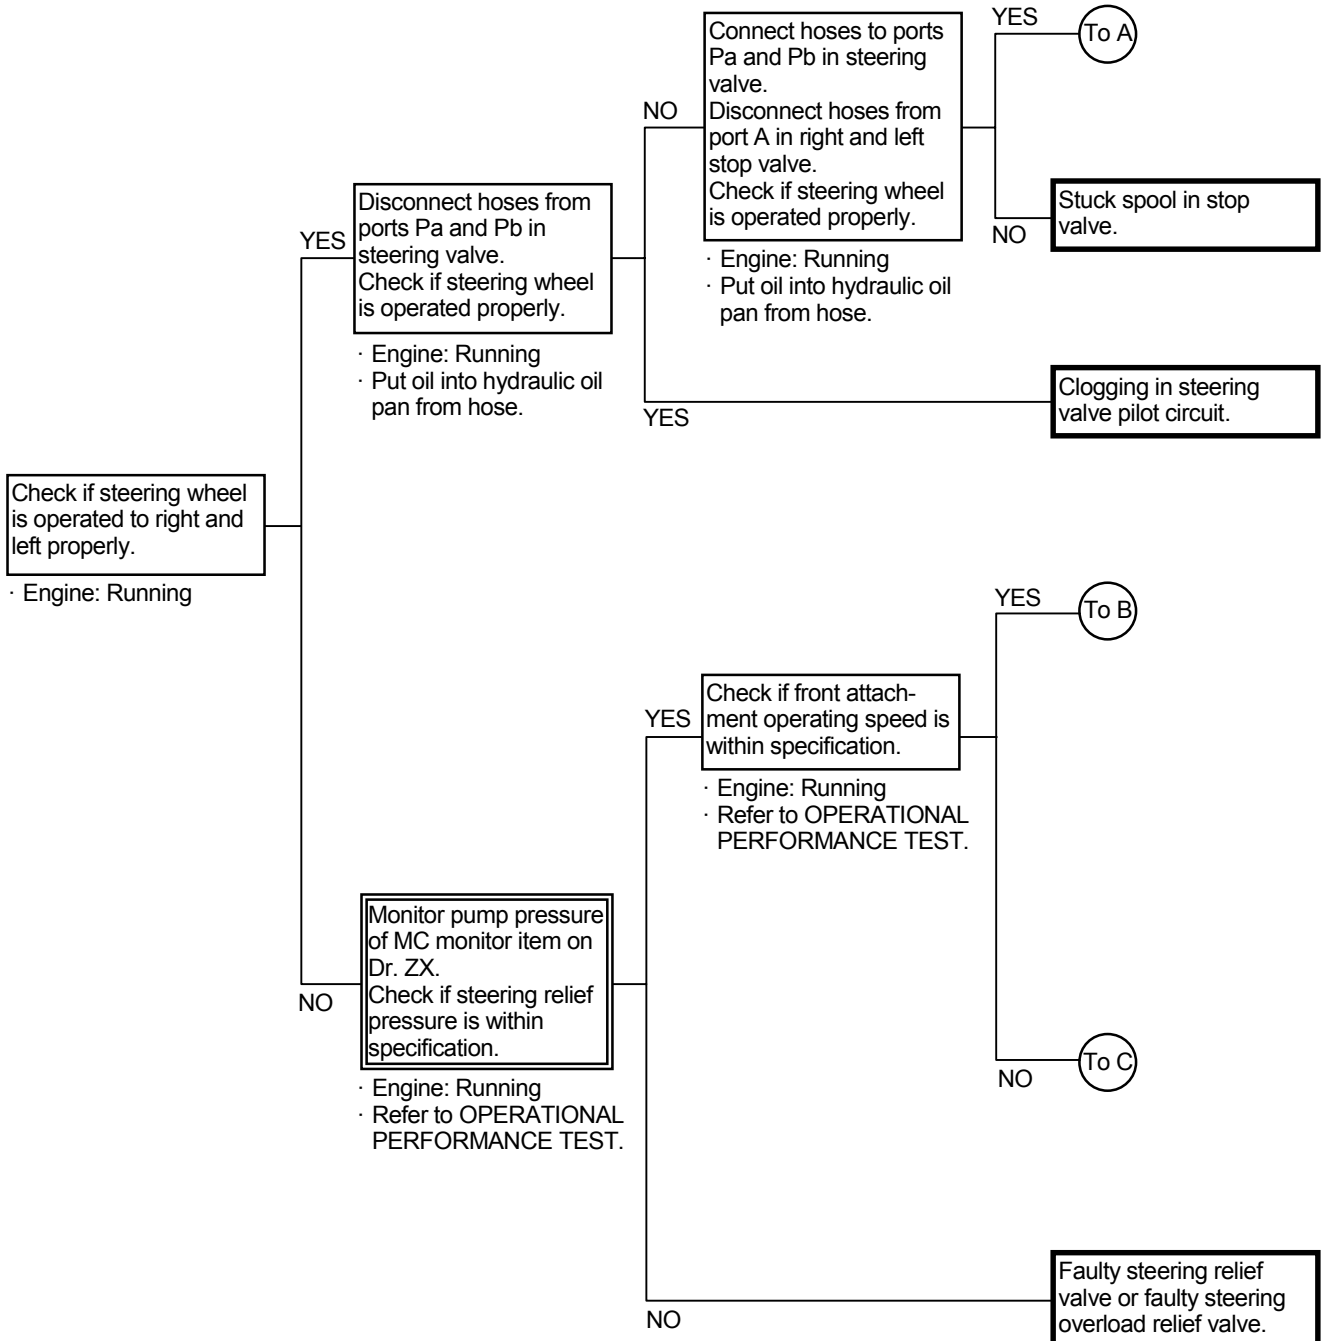 Check if steering wheel
is operated to right and
left properly.
· Engine: Running
YES
Disconnect hoses from
ports Pa and Pb in
steering valve.
Check if steering wheel
is operated properly.
· Engine: Running
· Put oil into hydraulic oil
pan from hose.
NO
Connect hoses to ports
Pa and Pb in steering
valve.
Disconnect hoses from
port A in right and left
stop valve.
Check if steering wheel
is operated properly.
· Engine: Running
· Put oil into hydraulic oil
pan from hose.
YES
To A
NO
Stuck spool in stop
valve.
YES
Clogging in steering
valve pilot circuit.
NO
Monitor pump pressure
of MC monitor item on
Dr. ZX.
Check if steering relief
pressure is within
specification.
· Engine: Running
· Refer to OPERATIONAL
PERFORMANCE TEST.
YES
Check if front attach-
ment operating speed is
within specification.
· Engine: Running
· Refer to OPERATIONAL
PERFORMANCE TEST.
YES
To B
NO
To C
NO
Faulty steering relief
valve or faulty steering
overload relief valve.